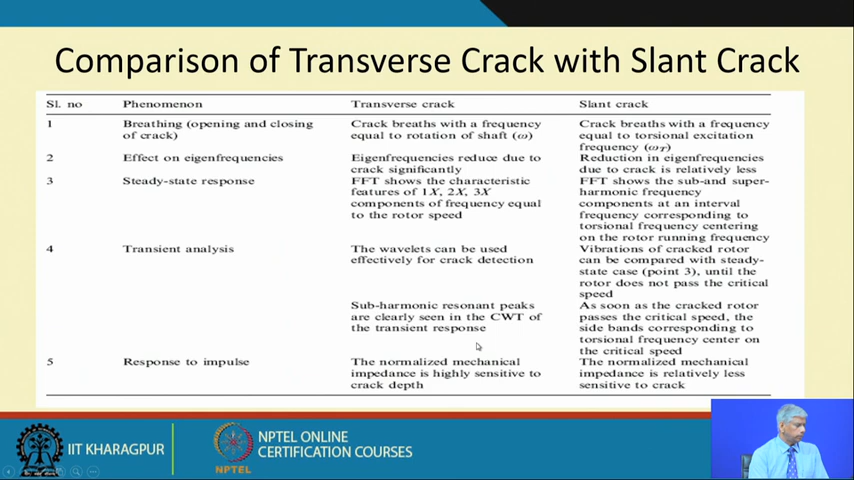 Comparison of Transverse Crack with Slant Crack
Sl. no Phenomenon Transverse crack Slant crack
1 Breathing (opening and closing of crack) Crack breaths with a frequency equal to rotation of shaft (ω) Crack breaths with a frequency equal to torsional excitation frequency (ωT)
2 Effect on eigenfrequencies Eigenfrequencies reduce due to crack significantly Reduction in eigenfrequencies due to crack is relatively less
3 Steady-state response FFT shows the characteristic features of 1X, 2X, 3X components of frequency equal to the rotor speed FFT shows the sub-and super-harmonic frequency components at an interval frequency corresponding to torsional frequency centering on the rotor running frequency
4 Transient analysis The wavelets can be used effectively for crack detection Vibrations of cracked rotor can be compared with steady-state case (point 3), until the rotor does not pass the critical speed
Sub-harmonic resonant peaks are clearly seen in the CWT of the transient response As soon as the cracked rotor passes the critical speed, the side bands corresponding to torsional frequency center on the critical speed
5 Response to impulse The normalized mechanical impedance is highly sensitive to crack depth The normalized mechanical impedance is relatively less sensitive to crack
IIT KHARAGPUR
NPTEL
NPTEL ONLINE
CERTIFICATION COURSES